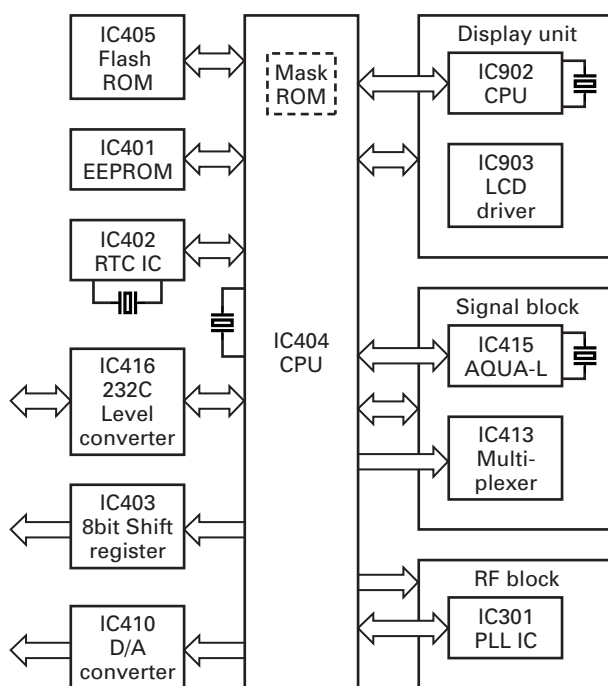 IC405
Flash
ROM
IC401
EEPROM
IC402
RTC IC
IC416
232C
Level
converter
IC403
8bit Shift
register
IC410
D/A
converter
Mask
ROM
IC404
CPU
Display unit
IC902
CPU
IC903
LCD
driver
Signal block
IC415
AQUA-L
IC413
Multi-
plexer
RF block
IC301
PLL IC